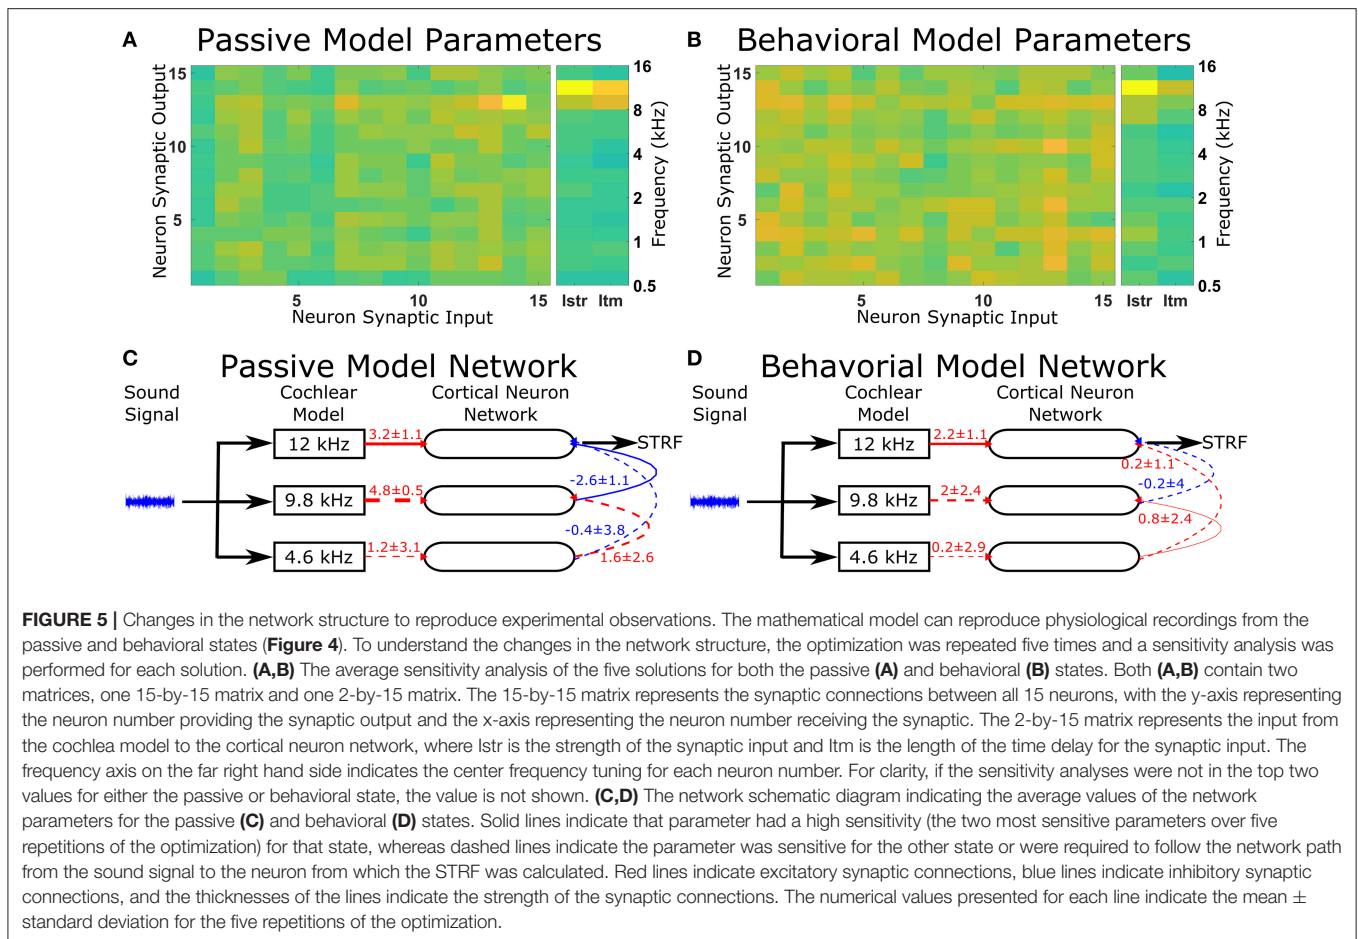 A Passive Model Parameters
B Behavioral Model Parameters
Neuron Synaptic Output
15
10
5
5
10
15
Neuron Synaptic Input
Istr Itm
16
8
4
2
1
0.5
Frequency (kHz)
Neuron Synaptic Output
15
10
5
5
10
15
Neuron Synaptic Input
Istr Itm
16
8
4
2
1
0.5
Frequency (kHz)
C Passive Model Network
Sound Signal
Cochlear Model
Cortical Neuron Network
12 kHz
3.2±1.1
STRF
-2.6±1.1
9.8 kHz
4.8±0.5
-0.4±3.8
4.6 kHz
1.2±3.1
1.6±2.6
D Behavorial Model Network
Sound Signal
Cochlear Model
Cortical Neuron Network
12 kHz
2.2±1.1
STRF
0.2±1.1
-0.2±4
9.8 kHz
2±2.4
0.8±2.4
4.6 kHz
0.2±2.9
FIGURE 5 | Changes in the network structure to reproduce experimental observations. The mathematical model can reproduce physiological recordings from the
passive and behavioral states (Figure 4). To understand the changes in the network structure, the optimization was repeated five times and a sensitivity analysis was
performed for each solution. (A,B) The average sensitivity analysis of the five solutions for both the passive (A) and behavioral (B) states. Both (A,B) contain two
matrices, one 15-by-15 matrix and one 2-by-15 matrix. The 15-by-15 matrix represents the synaptic connections between all 15 neurons, with the y-axis representing
the neuron number providing the synaptic output and the x-axis representing the neuron number receiving the synaptic. The 2-by-15 matrix represents the input from
the cochlea model to the cortical neuron network, where Istr is the strength of the synaptic input and Itm is the length of the time delay for the synaptic input. The
frequency axis on the far right hand side indicates the center frequency tuning for each neuron number. For clarity, if the sensitivity analyses were not in the top two
values for either the passive or behavioral state, the value is not shown. (C,D) The network schematic diagram indicating the average values of the network
parameters for the passive (C) and behavioral (D) states. Solid lines indicate that parameter had a high sensitivity (the two most sensitive parameters over five
repetitions of the optimization) for that state, whereas dashed lines indicate the parameter was sensitive for the other state or were required to follow the network path
from the sound signal to the neuron from which the STRF was calculated. Red lines indicate excitatory synaptic connections, blue lines indicate inhibitory synaptic
connections, and the thicknesses of the lines indicate the strength of the synaptic connections. The numerical values presented for each line indicate the mean ±
standard deviation for the five repetitions of the optimization.